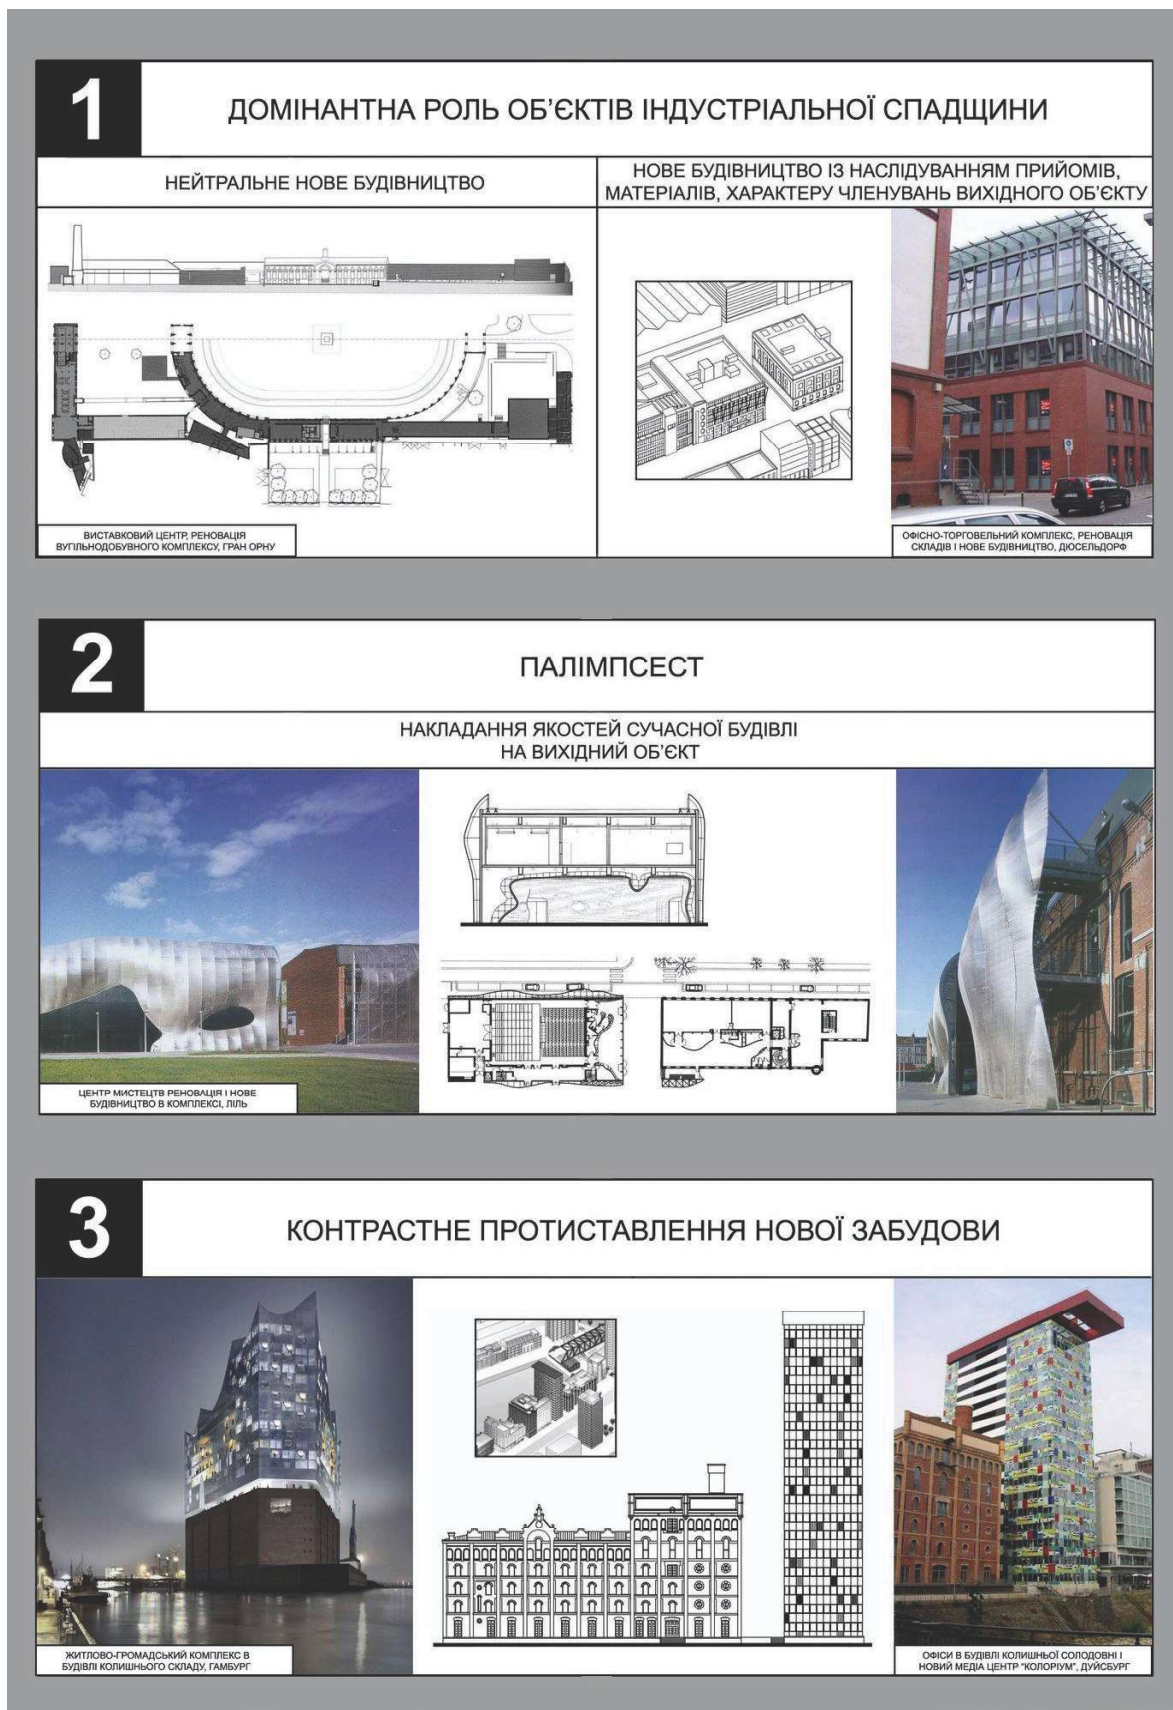 1
ДОМІНАНТНА РОЛЬ ОБ'ЄКТІВ ІНДУСТРІАЛЬНОЇ СПАДЩИНИ
НЕЙТРАЛЬНЕ НОВЕ БУДІВНИЦТВО
НОВЕ БУДІВНИЦТВО ІЗ НАСЛІДУВАННЯМ ПРИЙОМІВ,
МАТЕРІАЛІВ, ХАРАКТЕРУ ЧЛЕНУВАНЬ ВИХІДНОГО ОБ'ЄКТУ
ВИСТАВКОВИЙ ЦЕНТР, РЕНОВАЦІЯ
ВУГІЛЬНОДОБУВНОГО КОМПЛЕКСУ, ГРАН ОРНУ
ОФІСНО-ТОРГОВЕЛЬНИЙ КОМПЛЕКС, РЕНОВАЦІЯ
СКЛАДІВ І НОВЕ БУДІВНИЦТВО, ДЮСЕЛЬДОРФ
2
ПАЛІМПСЕСТ
НАКЛАДАННЯ ЯКОСТЕЙ СУЧАСНОЇ БУДІВЛІ
НА ВИХІДНИЙ ОБ'ЄКТ
ЦЕНТР МИСТЕЦТВ РЕНОВАЦІЯ І НОВЕ
БУДІВНИЦТВО В КОМПЛЕКСІ, ЛІЛЬ
3
КОНТРАСТНЕ ПРОТИСТАВЛЕННЯ НОВОЇ ЗАБУДОВИ
ЖИТЛОВО-ГРОМАДСЬКИЙ КОМПЛЕКС В
БУДІВЛІ КОЛИШНЬОГО СКЛАДУ, ГАМБУРГ
ОФІСИ В БУДІВЛІ КОЛИШНЬОЇ СОЛОДОВНІ І
НОВИЙ МЕДІА ЦЕНТР "КОЛОРІУМ", ДУЙСБУРГ